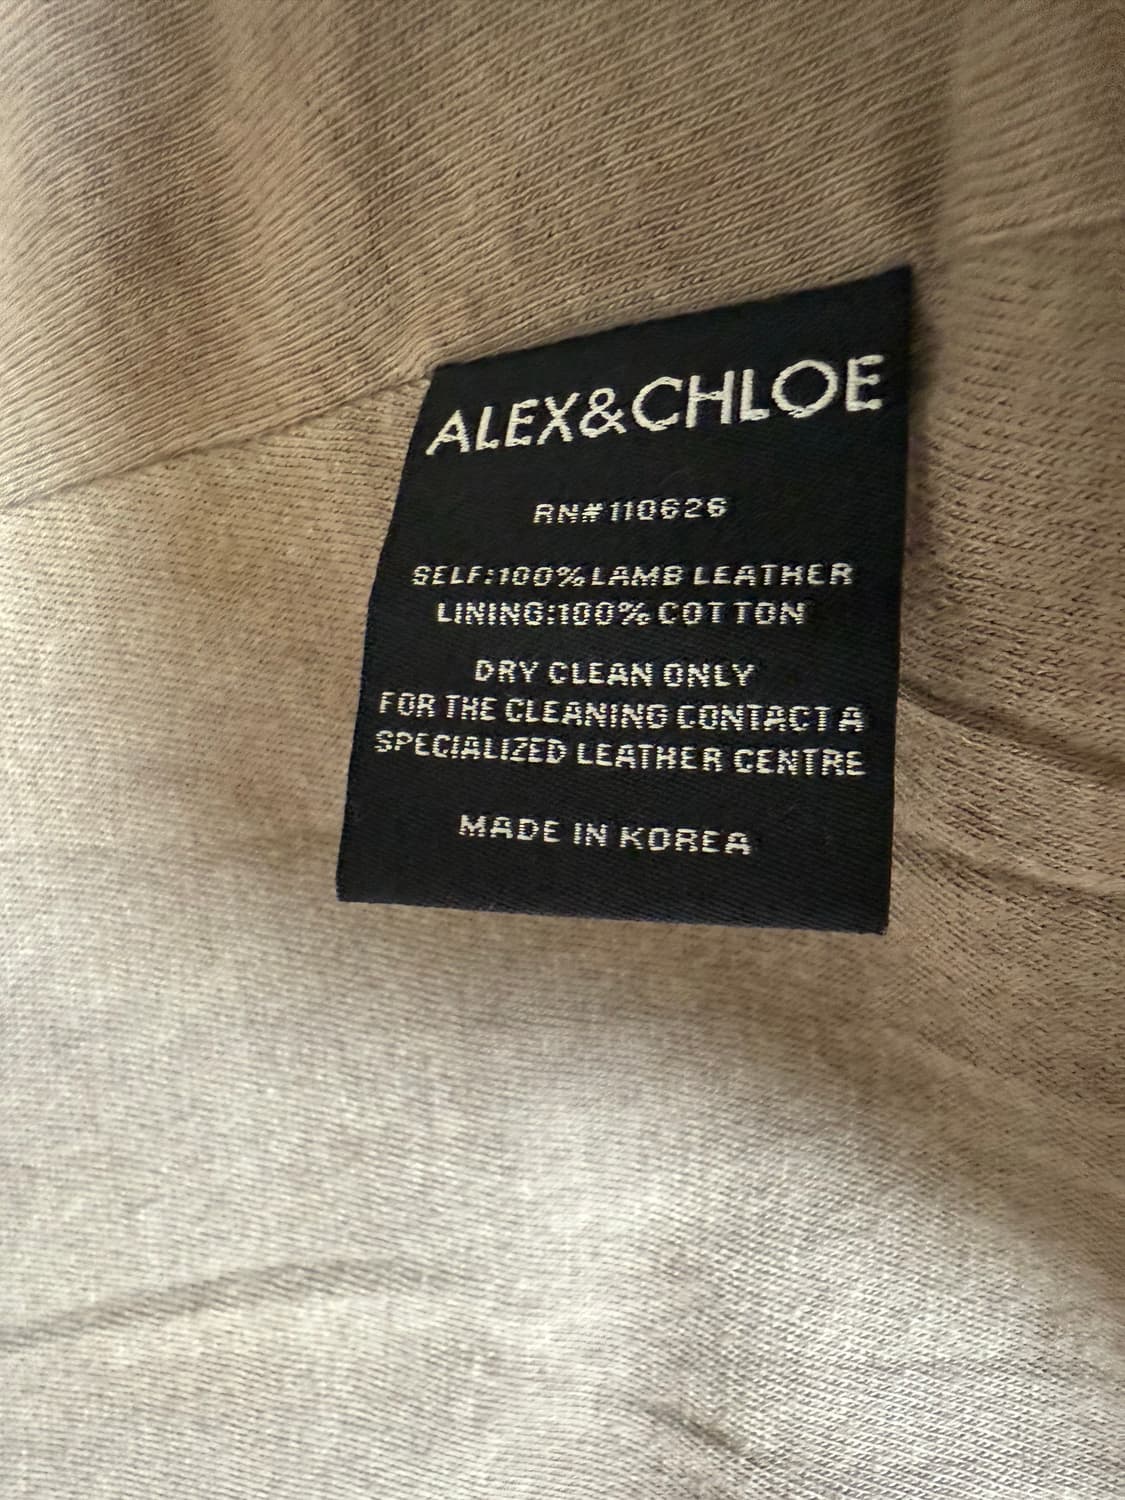 ALEX&CHLOE
RN#110626
SELF:100% LAMB LEATHER
LINING:100% COTTON
DRY CLEAN ONLY
FOR THE CLEANING CONTACT A
SPECIALIZED LEATHER CENTRE
MADE IN KOREA